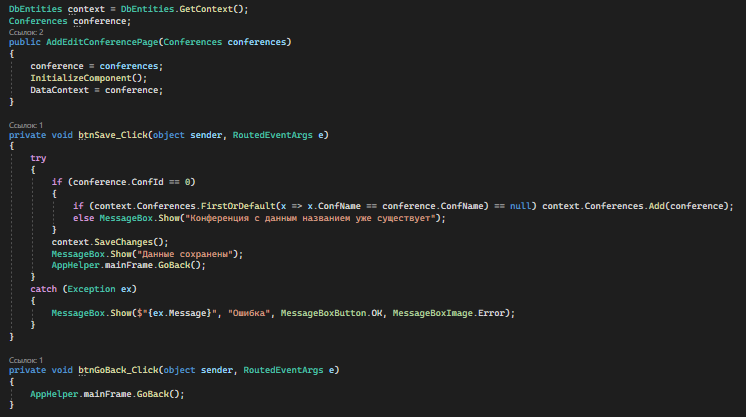 DbEntities context = DbEntities.GetContext();
Conferences conference;
Ссылок: 2
public AddEditConferencePage(Conferences conferences)
{
conference = conferences;
InitializeComponent();
DataContext = conference;
}
Ссылок: 1
private void btnSave_Click(object sender, RoutedEventArgs e)
{
try
{
if (conference.ConfId == 0)
{
if (context.Conferences.FirstOrDefault(x => x.ConfName == conference.ConfName) == null) context.Conferences.Add(conference);
else MessageBox.Show("Конференция с данным названием уже существует");
}
context.SaveChanges();
MessageBox.Show("Данные сохранены");
AppHelper.mainFrame.GoBack();
}
catch (Exception ex)
{
MessageBox.Show($"{ex.Message}", "Ошибка", MessageBoxButton.OK, MessageBoxImage.Error);
}
}
Ссылок: 1
private void btnGoBack_Click(object sender, RoutedEventArgs e)
{
AppHelper.mainFrame.GoBack();
}